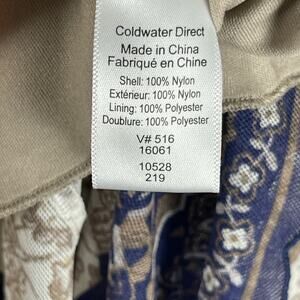 Coldwater Direct
Made in China
Fabriqué en Chine
Shell: 100% Nylon
Extérieur: 100% Nylon
Lining: 100% Polyester
Doublure: 100% Polyester
V# 516
16061
10528
219